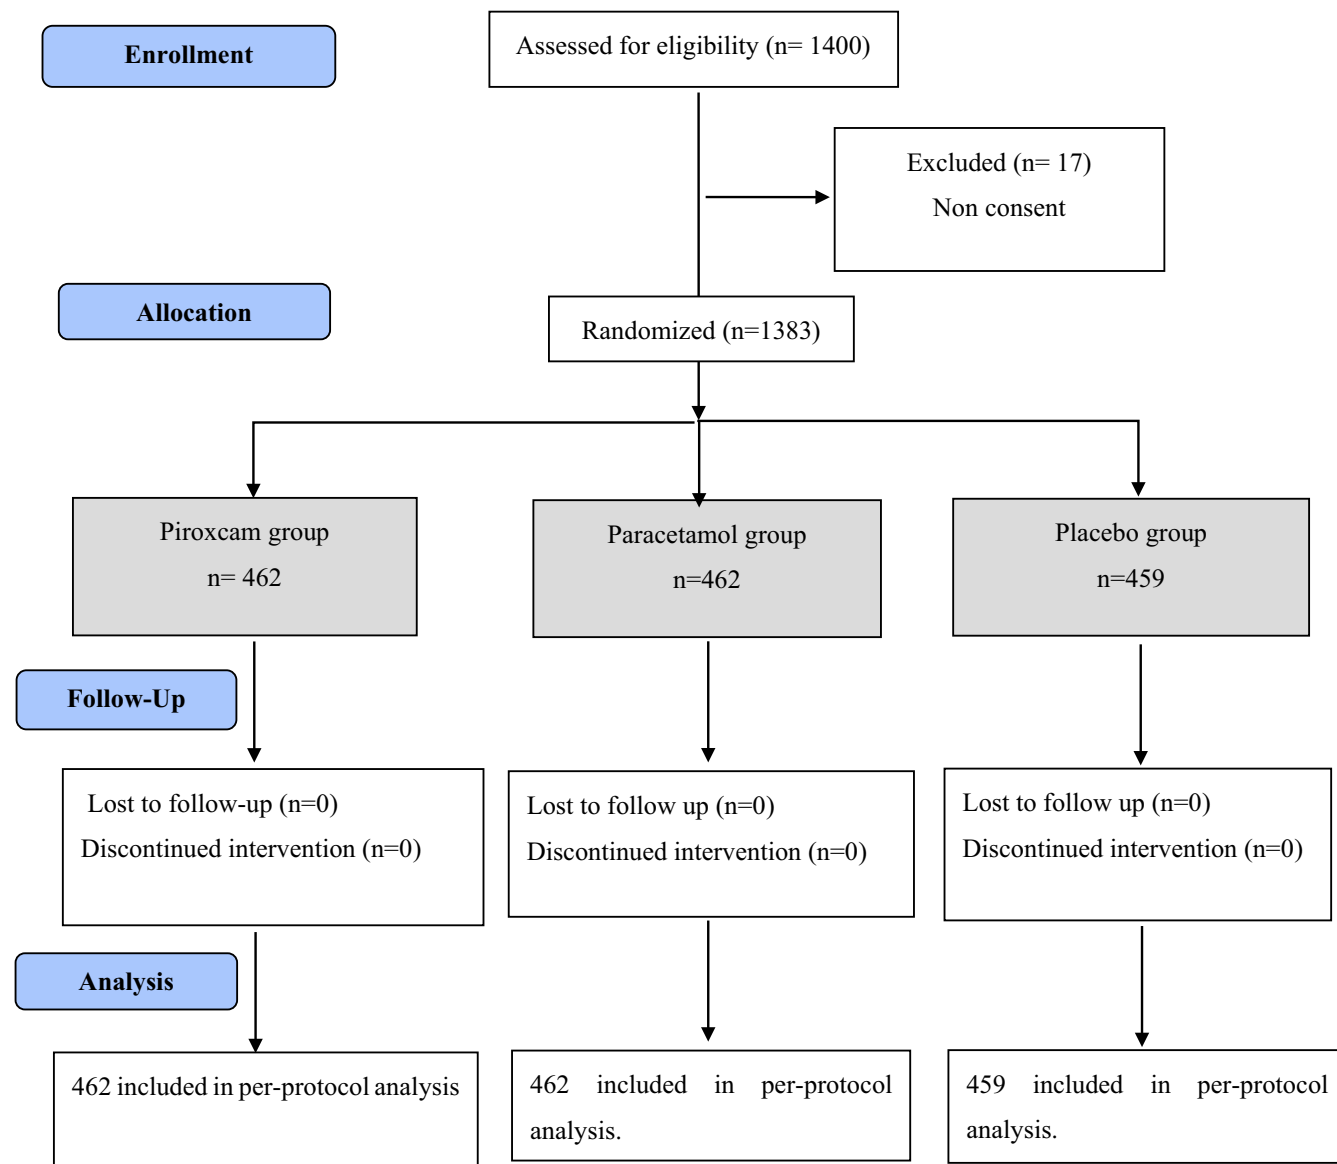 Enrollment
Assessed for eligibility (n= 1400)
Excluded (n= 17)
Non consent
Allocation
Randomized (n=1383)
Piroxcam group
n= 462
Paracetamol group
n=462
Placebo group
n=459
Follow-Up
Lost to follow-up (n=0)
Discontinued intervention (n=0)
Lost to follow up (n=0)
Discontinued intervention (n=0)
Lost to follow up (n=0)
Discontinued intervention (n=0)
Analysis
462 included in per-protocol analysis
462 included in per-protocol
analysis.
459 included in per-protocol
analysis.